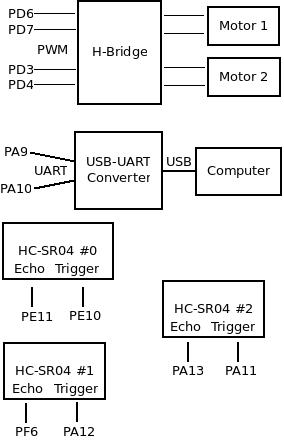 PD6
PD7
PWM
PD3
PD4
H-Bridge
Motor 1
Motor 2
PA9
UART
PA10
USB-UART
Converter
USB
Computer
HC-SR04 #0
Echo Trigger
PE11 PE10
HC-SR04 #2
Echo Trigger
PA13 PA11
HC-SR04 #1
Echo Trigger
PF6 PA12